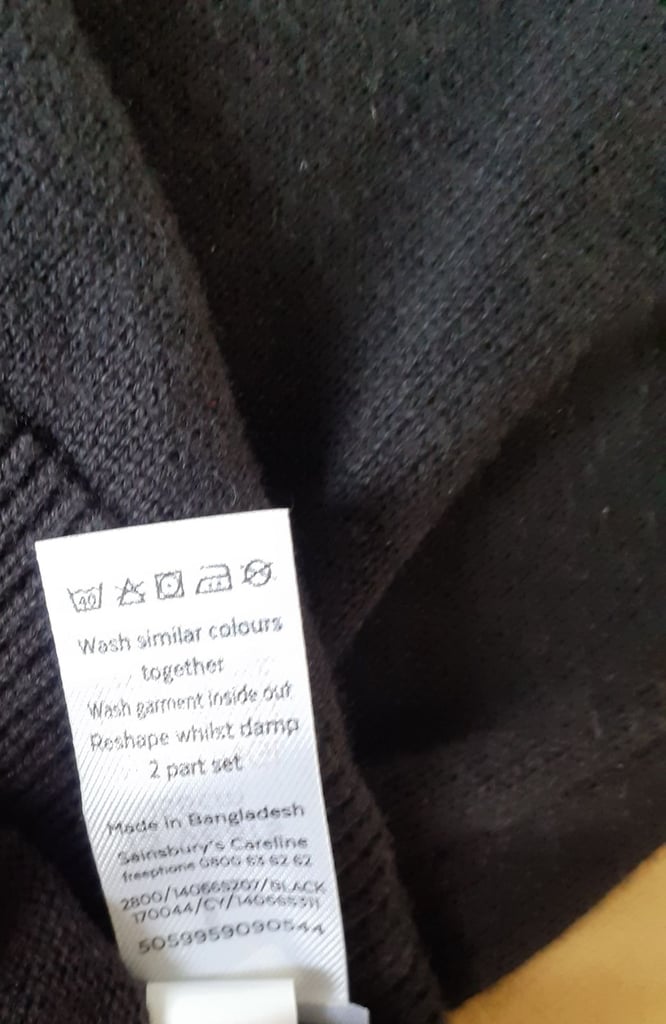 40
Wash similar colours
together
Wash garment inside out
Reshape whilst damp
2 part set
Made in Bangladesh
Sainsbury's Careline
freephone 0800 63 62 62
2800/140665207/BLACK
170044/CY/140665311
5059959090544